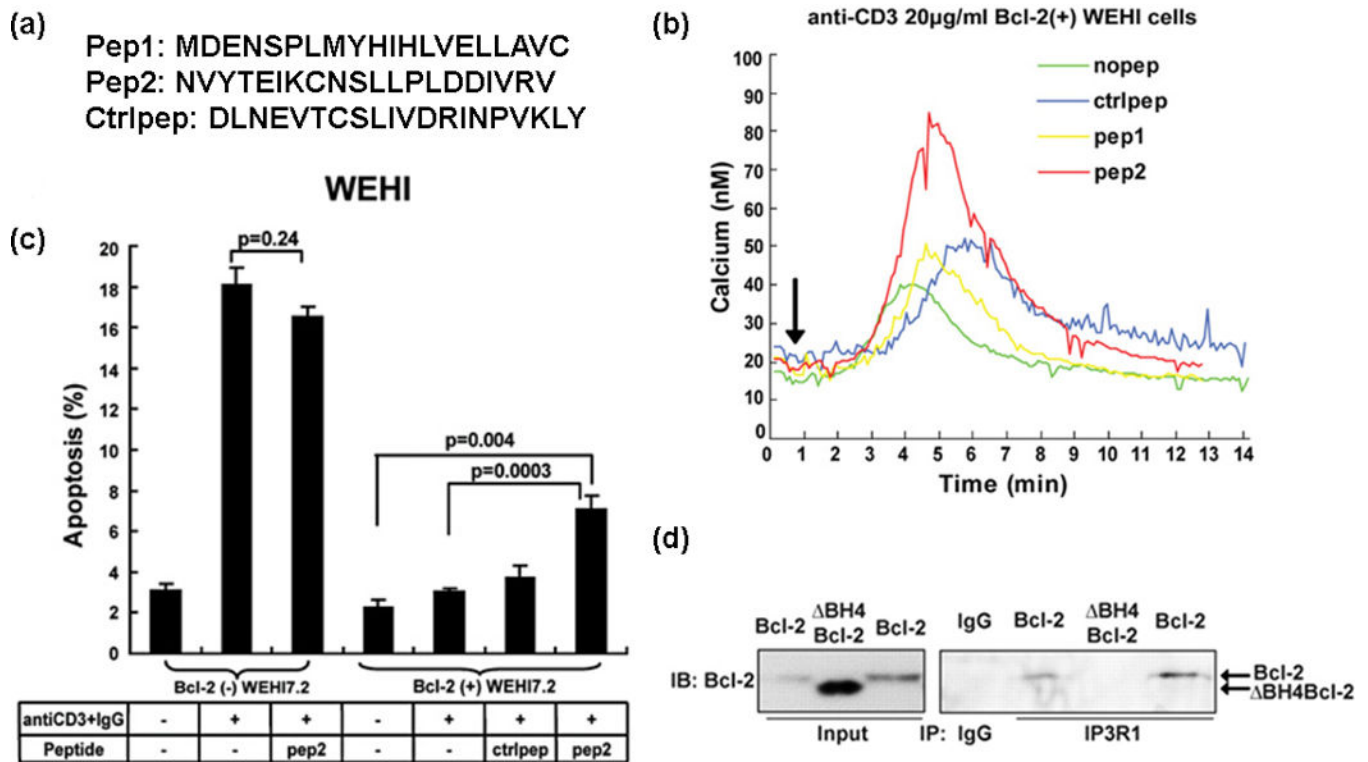 (a)
Pep1: MDENSPLMYHIHLVELLAVC
Pep2: NVYTEIKCNSLLPLDDIVRV
Ctrlpep: DLNEVTCSLIVDRINPVKLY
(b)
anti-CD3 20µg/ml Bcl-2(+) WEHI cells
nopep
ctrlpep
pep1
pep2
Calcium (nM)
100
90
80
70
60
50
40
30
20
10
0
0 1 2 3 4 5 6 7 8 9 10 11 12 13 14
Time (min)
(c)
WEHI
p=0.24
p=0.004
p=0.0003
Apoptosis (%)
20
18
16
14
12
10
8
6
4
2
0
Bcl-2 (-) WEHI7.2 Bcl-2 (+) WEHI7.2
antiCD3+IgG - + + - + + +
Peptide - - pep2 - - ctrlpep pep2
(d)
Bcl-2 ΔBH4 Bcl-2 Bcl-2 IgG Bcl-2 ΔBH4 Bcl-2 Bcl-2
IB: Bcl-2
Bcl-2
ΔBH4Bcl-2
Input IP: IgG IP3R1